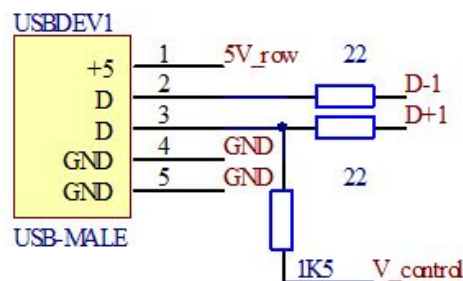 USBDEV1
+5 1 5V_row 22
D 2 D-1
D 3 D+1
GND 4 GND
GND 5 GND 22
USB-MALE
1K5 V_control